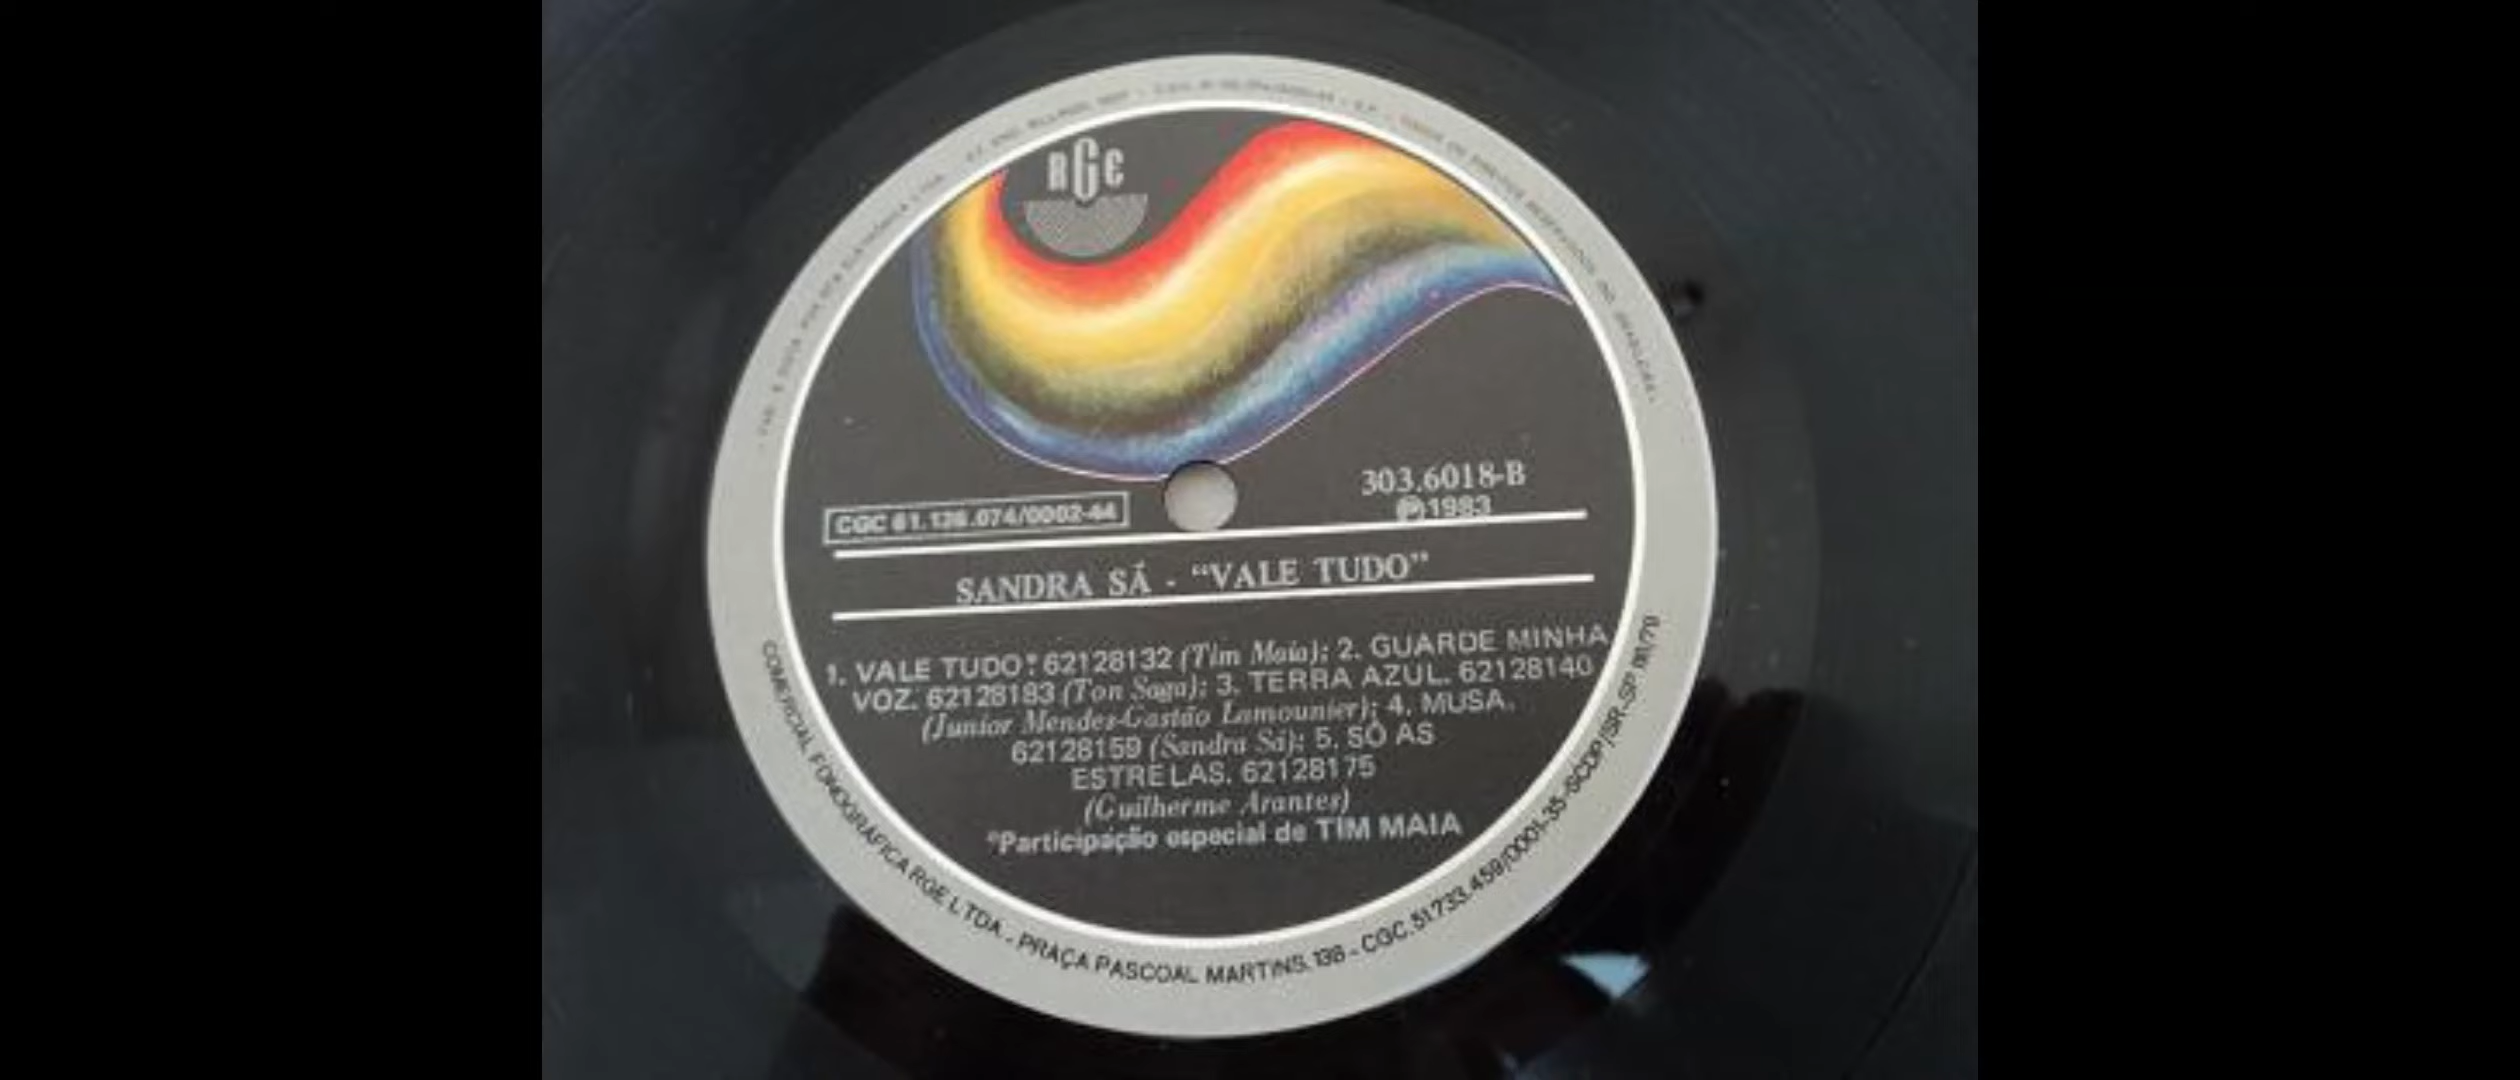 RGE
303.6018-B
CGC 61.136.074/0002-44
Ⓟ1983
SANDRA SÁ - “VALE TUDO”
1. VALE TUDO* 62128132 (Tim Maia); 2. GUARDE MINHA
VOZ. 62128183 (Ton Saga); 3. TERRA AZUL. 62128140
(Junior Mendes-Gastão Lamounier); 4. MUSA.
62128159 (Sandra Sá); 5. SÓ AS
ESTRELAS. 62128175
(Guilherme Arantes)
*Participação especial de TIM MAIA
COMERCIAL FONOGRÁFICA RGE LTDA - PRAÇA PASCOAL MARTINS, 138 - CGC. 51.733.459/0001-35-SCDP/SR-SP